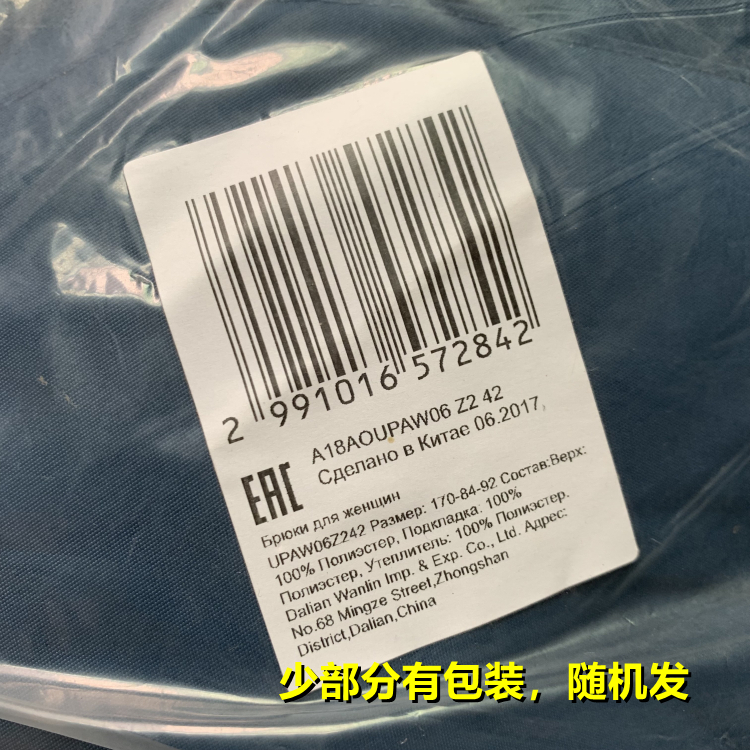 2 991016 572842
A18AOUPAW06 Z2 42
Сделано в Китае 06.2017,
EAC
Брюки для женщин
UPAW06Z242 Размер: 170-84-92 Состав:Верх:
100% Полиэстер, Подкладка: 100%
Полиэстер, Утеплитель: 100% Полиэстер.
Dalian Wanlin Imp. & Exp. Co., Ltd. Адрес:
No.68 Mingze Street,Zhongshan
District,Dalian,China
少部分有包装，随机发